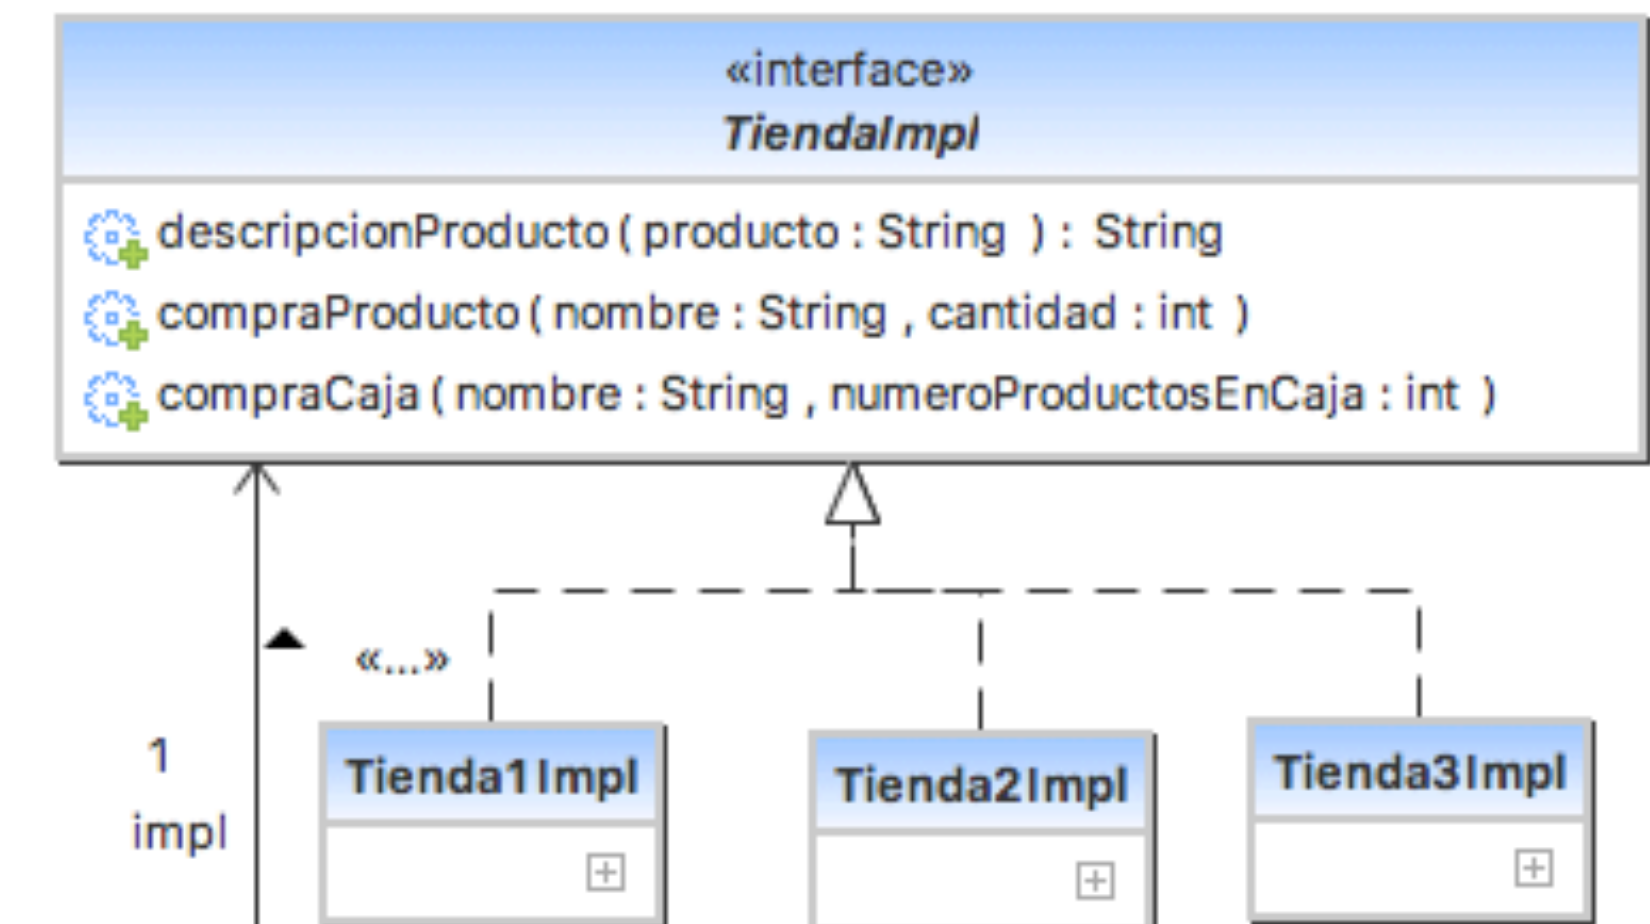 «interface»
TiendaImpl
descripcionProducto ( producto : String ) : String
compraProducto ( nombre : String , cantidad : int )
compraCaja ( nombre : String , numeroProductosEnCaja : int )
«...»
1
impl
Tienda1Impl
Tienda2Impl
Tienda3Impl